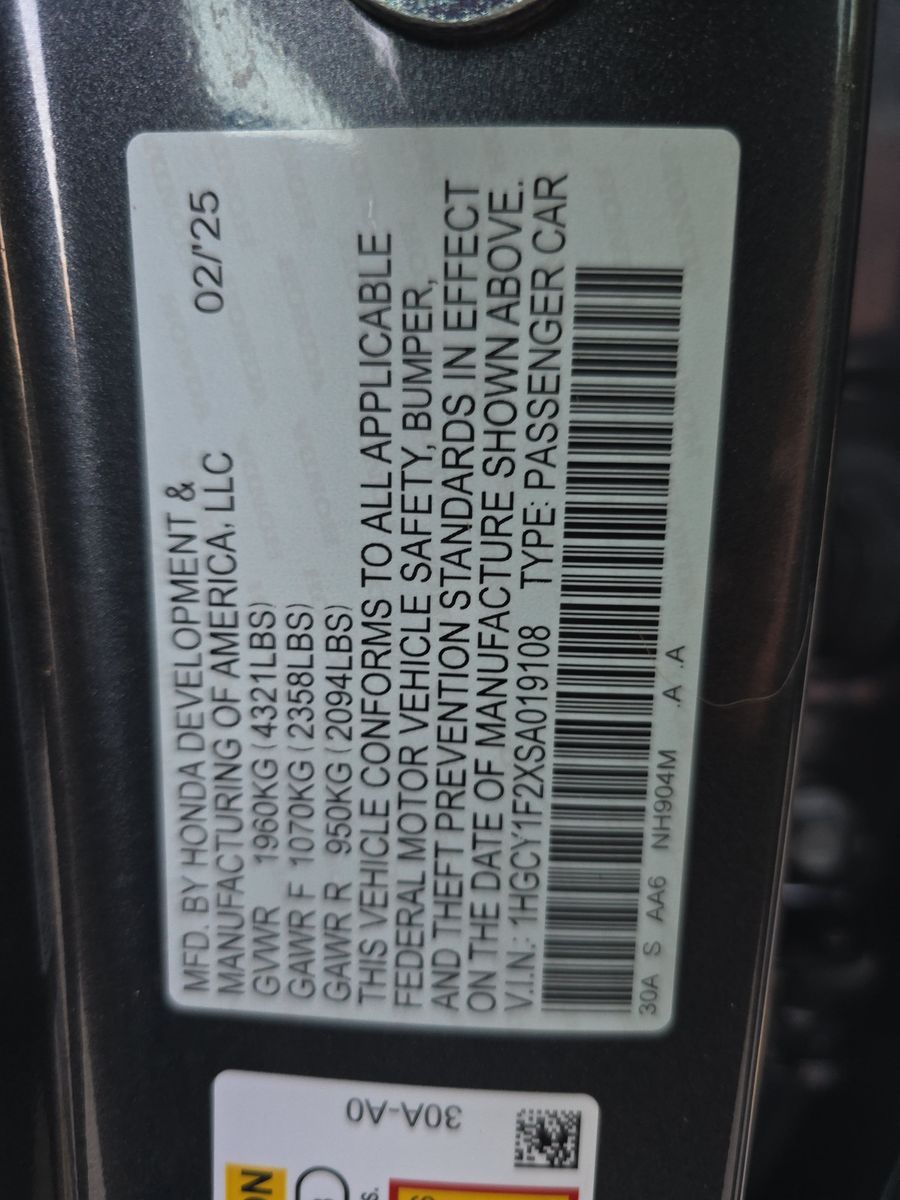 MFD. BY HONDA DEVELOPMENT &
MANUFACTURING OF AMERICA, LLC 02/'25
GVWR 1960KG (4321LBS)
GAWR F 1070KG (2358LBS)
GAWR R 950KG (2094LBS)
THIS VEHICLE CONFORMS TO ALL APPLICABLE
FEDERAL MOTOR VEHICLE SAFETY, BUMPER,
AND THEFT PREVENTION STANDARDS IN EFFECT
ON THE DATE OF MANUFACTURE SHOWN ABOVE.
V.I.N.: 1HGCY1F2XSA019108 TYPE: PASSENGER CAR
30A S AA6 NH904M .A .A
30A-A0